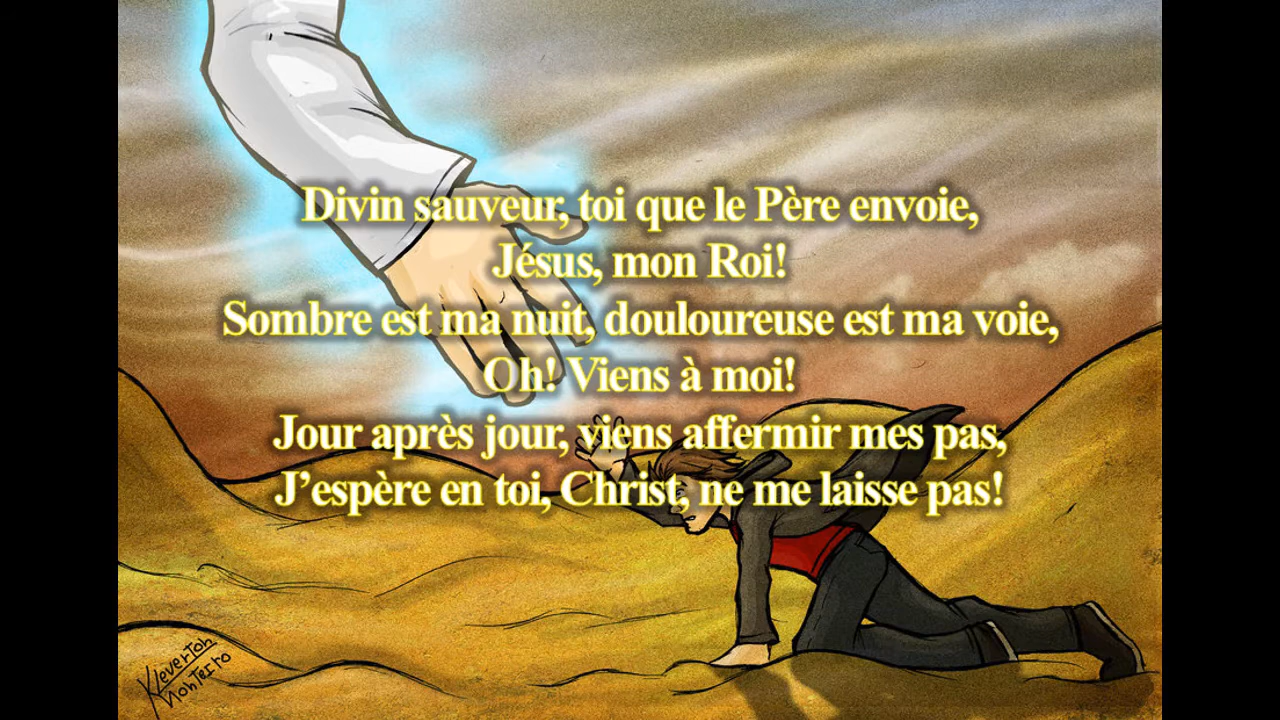 Divin sauveur, toi que le Père envoie,
Jésus, mon Roi!
Sombre est ma nuit, douloureuse est ma voie,
Oh! Viens à moi!
Jour après jour, viens affermir mes pas,
J’espère en toi, Christ, ne me laisse pas!
Kleverton
Monteiro